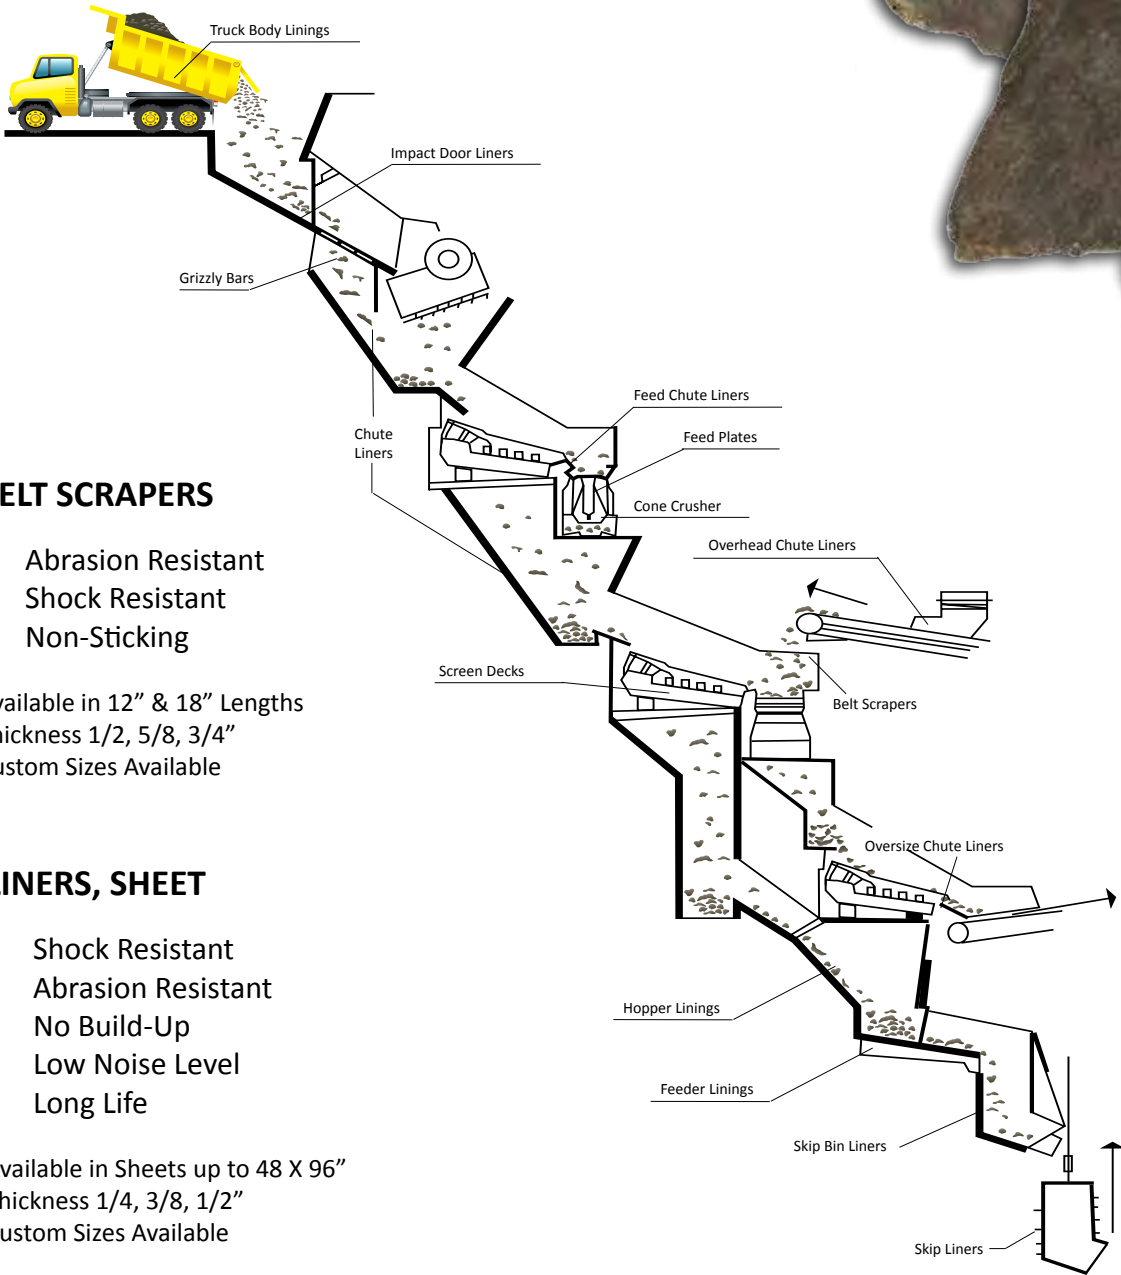 Truck Body Linings
Impact Door Liners
Grizzly Bars
Feed Chute Liners
Chute
Liners
Feed Plates
Cone Crusher
Overhead Chute Liners
Screen Decks
Belt Scrapers
Oversize Chute Liners
Hopper Linings
Feeder Linings
Skip Bin Liners
Skip Liners
ELT SCRAPERS
Abrasion Resistant
Shock Resistant
Non-Sticking
vailable in 12” & 18” Lengths
hickness 1/2, 5/8, 3/4”
ustom Sizes Available
LINERS, SHEET
Shock Resistant
Abrasion Resistant
No Build-Up
Low Noise Level
Long Life
vailable in Sheets up to 48 X 96”
hickness 1/4, 3/8, 1/2”
ustom Sizes Available